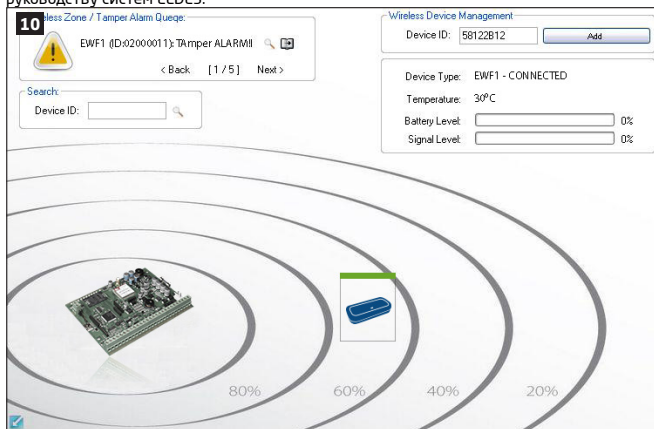 руководству систем ELDES.
10
Wireless Zone / Tamper Alarm Queqe:
EWF1 (ID:02000011): TAmper ALARM!!
< Back [1/5] Next >
Search:
Device ID:
Wireless Device Management
Device ID: 58122B12 Add
Device Type: EWF1 - CONNECTED
Temperature: 30ºC
Battery Level: 0%
Signal Level: 0%
80% 60% 40% 20%